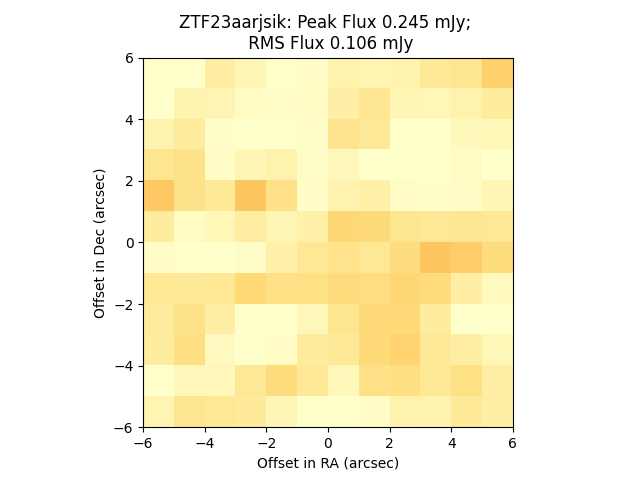 ZTF23aarjsik: Peak Flux 0.245 mJy;
RMS Flux 0.106 mJy
6
4
2
0
−2
−4
−6
Offset in Dec (arcsec)
−6 −4 −2 0 2 4 6
Offset in RA (arcsec)